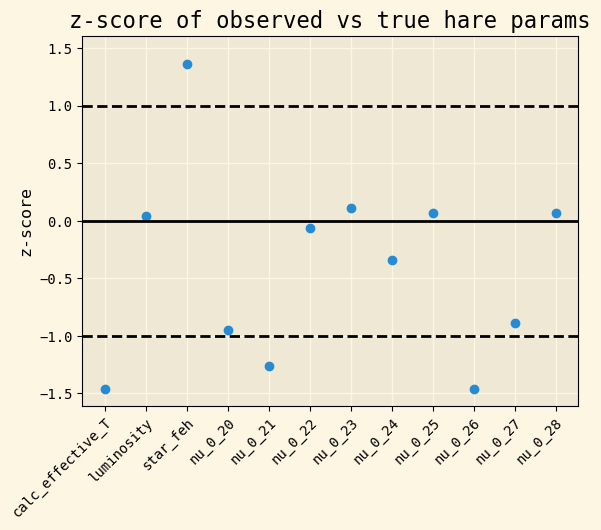 z-score of observed vs true hare params
z-score
1.5
1.0
0.5
0.0
−0.5
−1.0
−1.5
calc_effective_T
luminosity
star_feh
nu_0_20
nu_0_21
nu_0_22
nu_0_23
nu_0_24
nu_0_25
nu_0_26
nu_0_27
nu_0_28